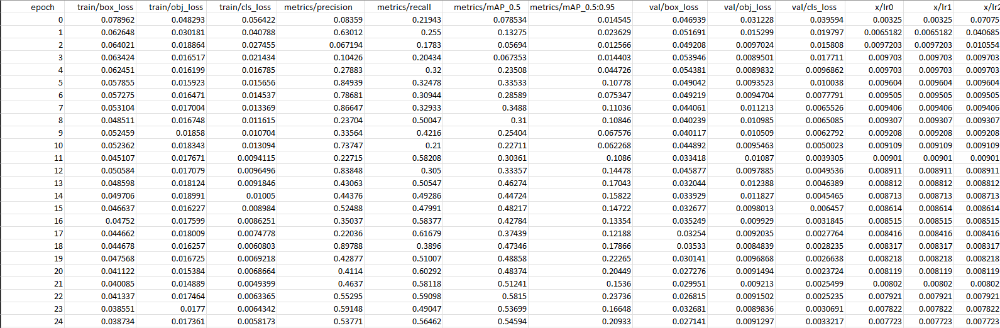 epoch train/box_loss train/obj_loss train/cls_loss metrics/precision metrics/recall metrics/mAP_0.5 metrics/mAP_0.5:0.95 val/box_loss val/obj_loss val/cls_loss x/lr0 x/lr1 x/lr2
0 0.078962 0.048293 0.056422 0.08359 0.21943 0.078534 0.014545 0.046939 0.031228 0.039594 0.00325 0.00325 0.07075
1 0.062648 0.030181 0.040788 0.63012 0.255 0.13275 0.023629 0.051691 0.015299 0.019797 0.0065182 0.0065182 0.040685
2 0.064021 0.018864 0.027455 0.067194 0.1783 0.05694 0.012566 0.049208 0.0097024 0.015808 0.0097203 0.0097203 0.010554
3 0.063424 0.016517 0.021434 0.10426 0.20434 0.067353 0.014403 0.053946 0.0089501 0.017711 0.009703 0.009703 0.009703
4 0.062451 0.016199 0.016785 0.27883 0.32 0.23508 0.044726 0.054381 0.0089832 0.0096862 0.009703 0.009703 0.009703
5 0.057855 0.015923 0.015656 0.84939 0.32478 0.33533 0.10778 0.049042 0.0093523 0.010038 0.009604 0.009604 0.009604
6 0.057275 0.016471 0.014537 0.78681 0.30944 0.28589 0.075347 0.049219 0.0094704 0.0077791 0.009505 0.009505 0.009505
7 0.053104 0.017004 0.013369 0.86647 0.32933 0.3488 0.11036 0.044061 0.011213 0.0065526 0.009406 0.009406 0.009406
8 0.048511 0.016748 0.011615 0.23704 0.50047 0.31 0.10846 0.040239 0.010985 0.0065085 0.009307 0.009307 0.009307
9 0.052459 0.01858 0.010704 0.33564 0.4216 0.25404 0.067576 0.040117 0.010509 0.0062792 0.009208 0.009208 0.009208
10 0.052362 0.018343 0.013094 0.73747 0.21 0.22711 0.062268 0.044892 0.0095463 0.0050023 0.009109 0.009109 0.009109
11 0.045107 0.017671 0.0094115 0.22715 0.58208 0.30361 0.1086 0.033418 0.01087 0.0039305 0.00901 0.00901 0.00901
12 0.050584 0.017079 0.0096496 0.83848 0.305 0.33357 0.14478 0.045877 0.0097885 0.0049536 0.008911 0.008911 0.008911
13 0.048598 0.018124 0.0091846 0.43063 0.50547 0.46274 0.17043 0.032044 0.012388 0.0046389 0.008812 0.008812 0.008812
14 0.049706 0.018991 0.01005 0.44376 0.49286 0.44724 0.15822 0.033929 0.011827 0.0045465 0.008713 0.008713 0.008713
15 0.046637 0.016227 0.008984 0.52488 0.47991 0.48217 0.14722 0.032677 0.0098013 0.006457 0.008614 0.008614 0.008614
16 0.04752 0.017599 0.0086251 0.35037 0.58377 0.42784 0.13354 0.035249 0.009929 0.0031845 0.008515 0.008515 0.008515
17 0.044662 0.018009 0.0074778 0.22036 0.61679 0.37439 0.12188 0.03254 0.0092035 0.0027764 0.008416 0.008416 0.008416
18 0.044678 0.016257 0.0060803 0.89788 0.3896 0.47346 0.17866 0.03533 0.0084839 0.0028235 0.008317 0.008317 0.008317
19 0.047568 0.016725 0.0069218 0.42877 0.51007 0.48858 0.22265 0.030141 0.0096868 0.0026638 0.008218 0.008218 0.008218
20 0.041122 0.015384 0.0068664 0.4114 0.60292 0.48374 0.20449 0.027276 0.0091494 0.0023724 0.008119 0.008119 0.008119
21 0.040085 0.014889 0.0049399 0.4637 0.58118 0.51241 0.1536 0.029951 0.009213 0.0025499 0.00802 0.00802 0.00802
22 0.041337 0.017464 0.0063365 0.55295 0.59098 0.5815 0.23736 0.026815 0.0091502 0.0025235 0.007921 0.007921 0.007921
23 0.038551 0.0177 0.0064342 0.59148 0.49047 0.53699 0.16648 0.032681 0.0089836 0.0030691 0.007822 0.007822 0.007822
24 0.038734 0.017361 0.0058173 0.53771 0.56462 0.54594 0.20933 0.027141 0.0091297 0.0033217 0.007723 0.007723 0.007723